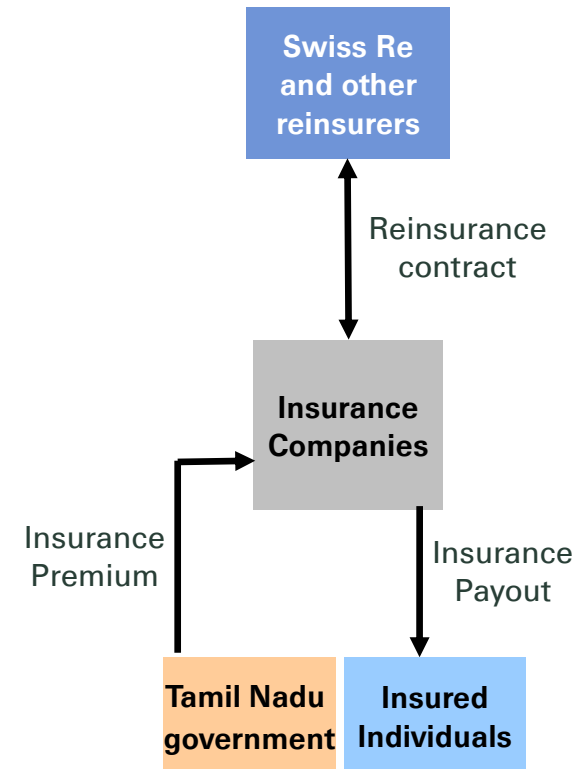 Swiss Re
and other
reinsurers
Reinsurance
contract
Insurance
Companies
Insurance
Premium
Insurance
Payout
Tamil Nadu
government
Insured
Individuals